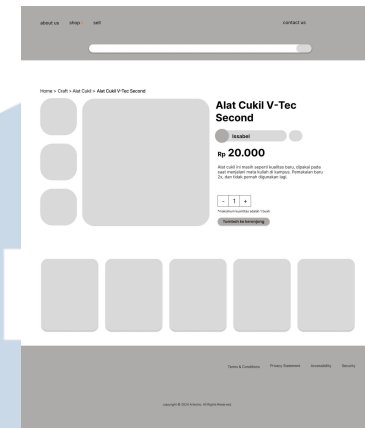 about us shop sell contact us
Home > Craft > Alat Cukil > Alat Cukil V-Tec Second
Alat Cukil V-Tec
Second
Issabel
Rp 20.000
Alat cukil ini masih seperti kualitas baru, dipakai pada
saat menjalani mata kuliah di kampus. Pemakaian baru
2x, dan tidak pernah digunakan lagi.
- 1 +
Tambah ke keranjang
Terms & Conditions Privacy Statement Accessibility Security